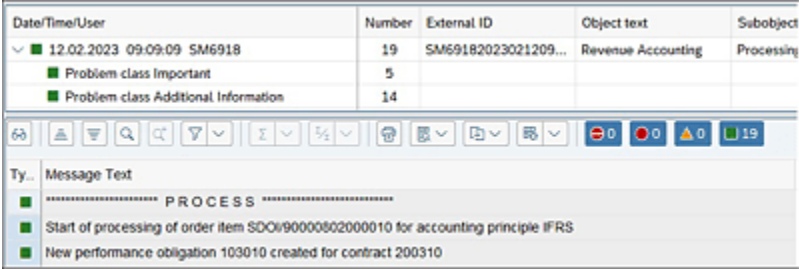 Date/Time/User Number External ID Object text Subobject
12.02.2023 09:09:09 SM6918 19 SM69182023021209... Revenue Accounting Processing
Problem class Important 5
Problem class Additional Information 14
0 0 0 19
Ty.. Message Text
************************** P R O C E S S ******************************
Start of processing of order item SDOI/90000802000010 for accounting principle IFRS
New performance obligation 103010 created for contract 200310